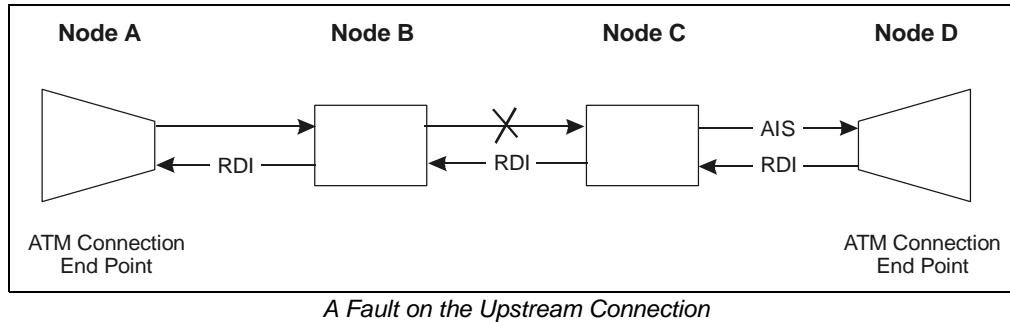 Node A
Node B
Node C
Node D
AIS
RDI
RDI
RDI
ATM Connection
End Point
ATM Connection
End Point
A Fault on the Upstream Connection